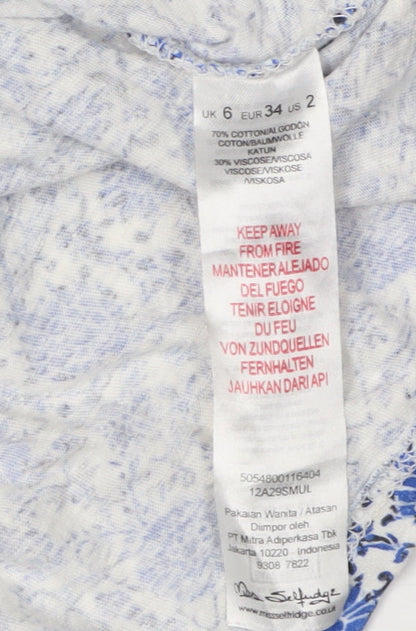 UK 6 EUR 34 US 2
70% COTTON/ALGODÓN
COTON/BAUMWOLLE
KATUN
30% VISCOSE/VISCOSA
VISCOSE/VISKOSE
/VISKOSA
KEEP AWAY
FROM FIRE
MANTENER ALEJADO
DEL FUEGO
TENIR ELOIGNE
DU FEU
VON ZUNDQUELLEN
FERNHALTEN
JAUHKAN DARI API
5054800116404
12A29SMUL
Pakaian Wanita / Atasan
Diimpor oleh
PT Mitra Adiperkasa Tbk
Jakarta 10220 - Indonesia
9308 7822
Miss Selfridge
www.missselfridge.com